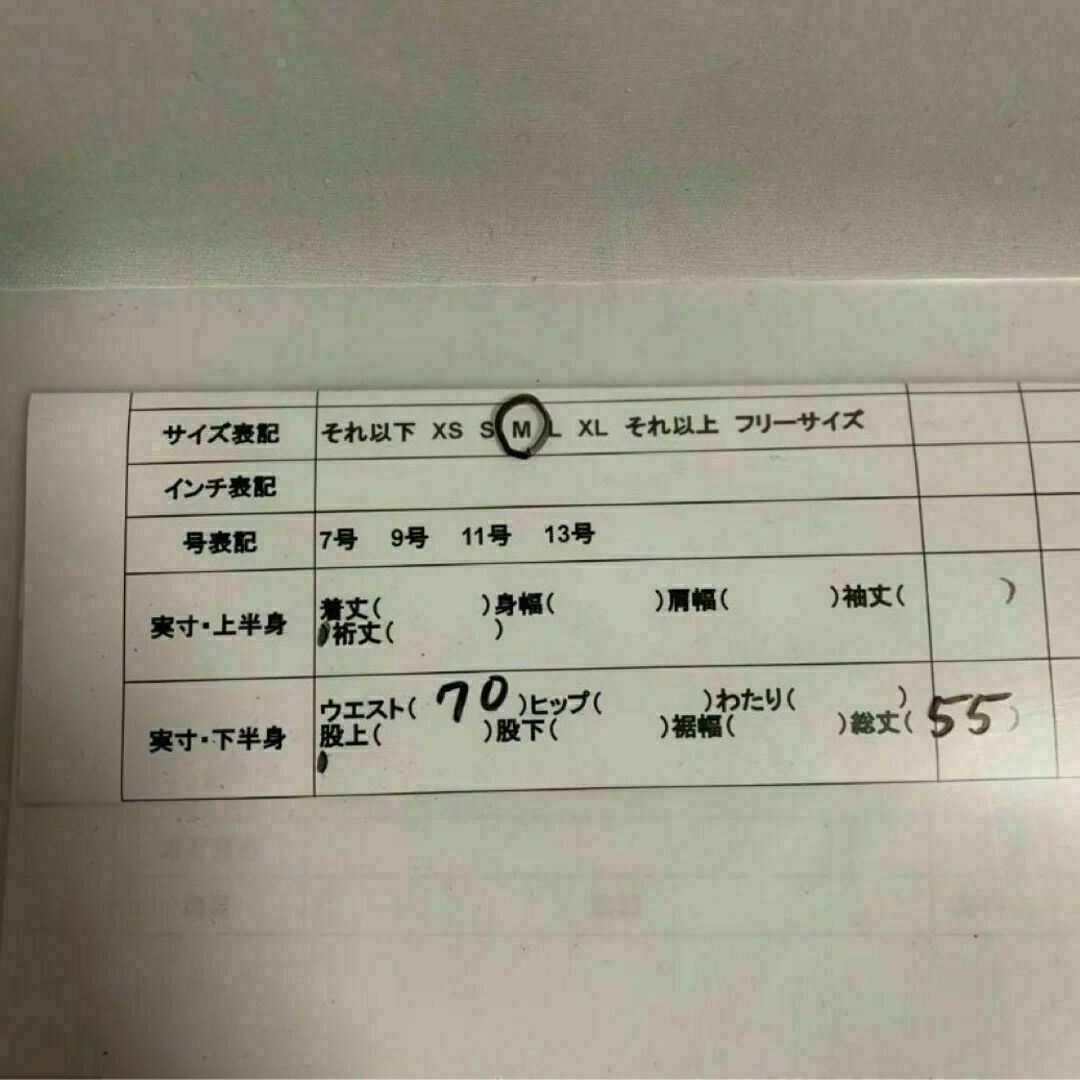 サイズ表記 それ以下 XS S M L XL それ以上 フリーサイズ
インチ表記
号表記 7号 9号 11号 13号
実寸・上半身 着丈( )身幅( )肩幅( )袖丈( )
裄丈( )
実寸・下半身 ウエスト( 70 )ヒップ( )わたり( )
股上( )股下( )裾幅( )総丈( 55 )